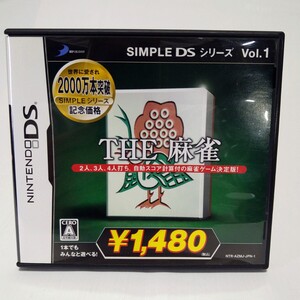 SIMPLE DS シリーズ Vol.1
世界に愛され
2000万本突破
SIMPLEシリーズ
記念価格
NINTENDO DS
THE 麻雀
2人、3人、4人打ち、自動スコア計算付の麻雀ゲーム決定版!
¥1,480
CERO
A
1本でも
みんなと遊べる!